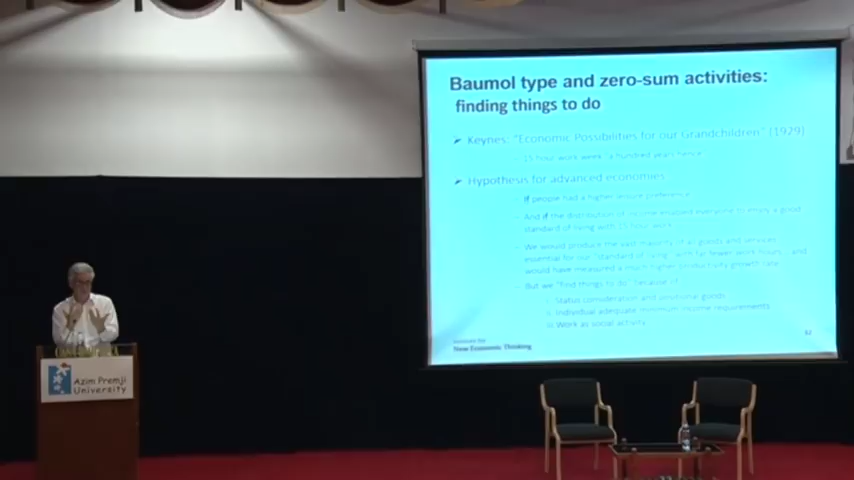 Baumol type and zero-sum activities:
finding things to do
Keynes: "Economic Possibilities for our Grandchildren" (1929)
15 hour work week "a hundred years hence"
Hypothesis for advanced economies
If people had a higher leisure preference
And if the distribution of income enabled everyone to enjoy a good
standard of living with 15 hour work
We would produce the vast majority of all goods and services
essential for our "standard of living" with far fewer work hours, and
would have measured a much higher productivity growth rate
But we "find things to do" because of
Status consideration and positional goods
ii. Individual adequate minimum income requirements
iii. Work as social activity
New Economic Thinking
Azim Premji
University